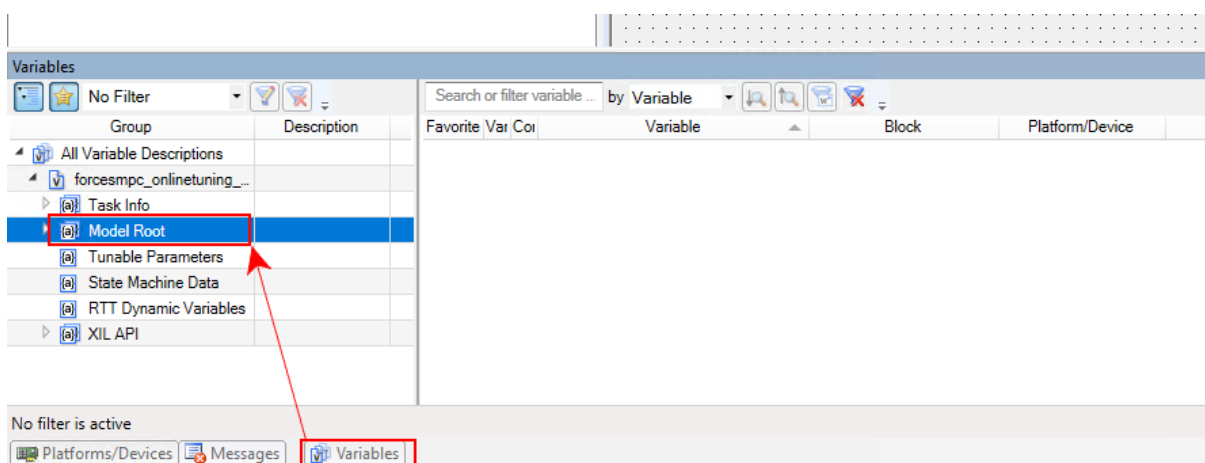 Variables
No Filter
Search or filter variable ... by Variable
Group Description Favorite Var Cor Variable Block Platform/Device
All Variable Descriptions
forcesmpc_onlinetuning_...
Task Info
Model Root
Tunable Parameters
State Machine Data
RTT Dynamic Variables
XIL API
No filter is active
Platforms/Devices Messages Variables